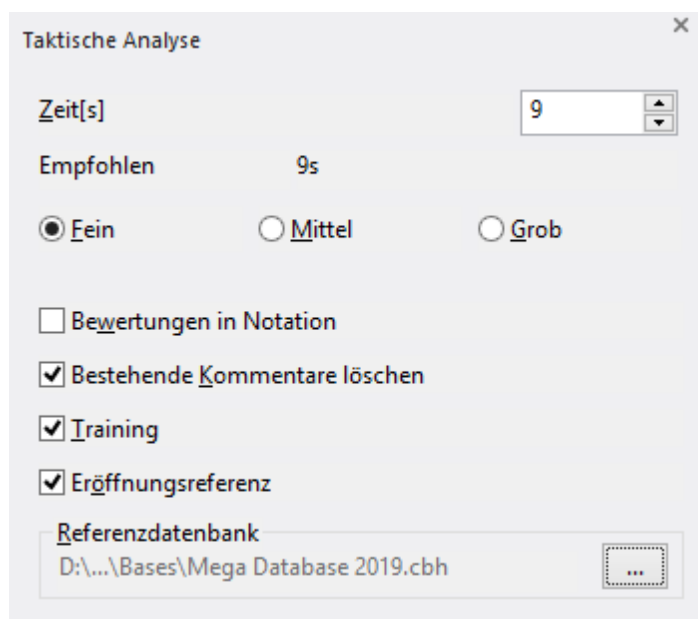 Taktische Analyse
Zeit[s] 9
Empfohlen 9s
Fein Mittel Grob
Bewertungen in Notation
Bestehende Kommentare löschen
Training
Eröffnungsreferenz
Referenzdatenbank
D:\...\Bases\Mega Database 2019.cbh ...